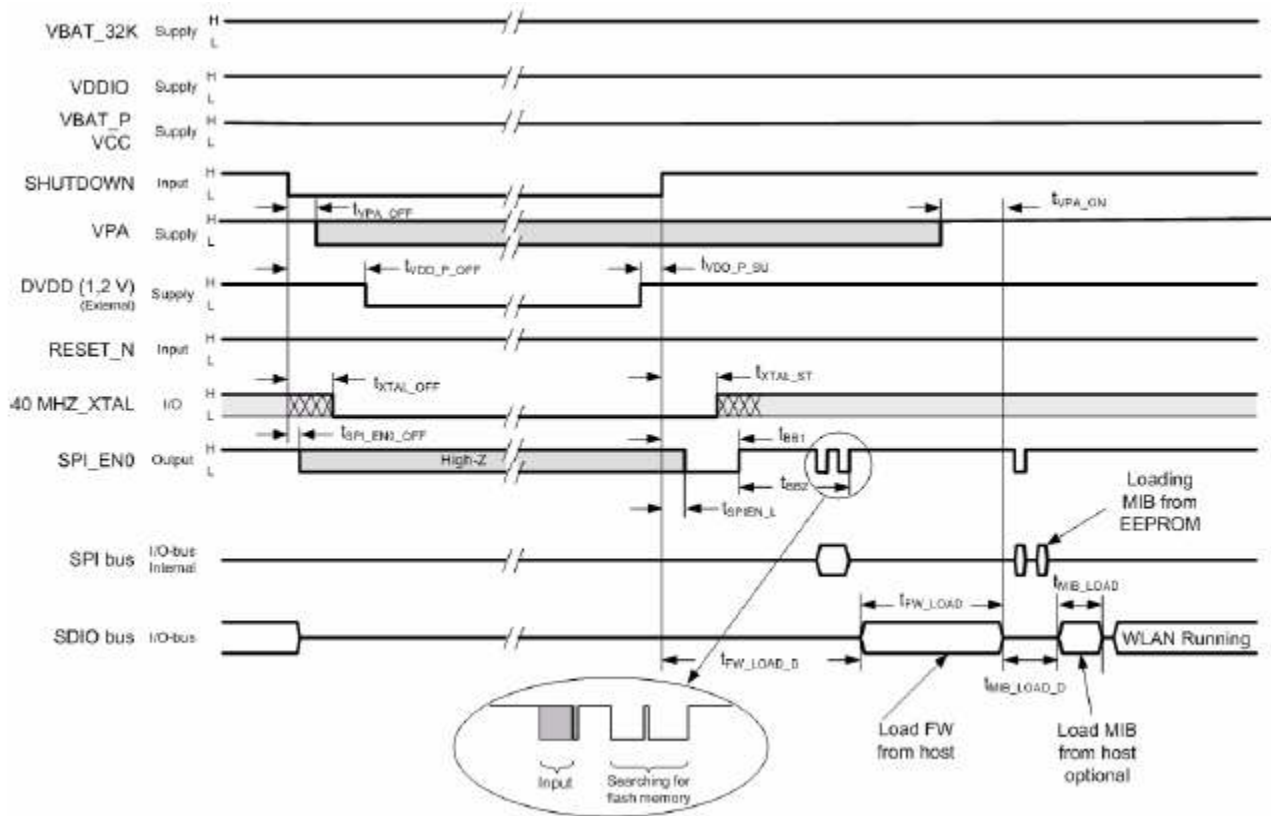 VBAT_32K Supply H L
VDDIO Supply H L
VBAT_P VCC Supply H L
SHUTDOWN Input H L
tVPA_OFF tVPA_ON
VPA Supply H L
tVDD_P_OFF tVDD_P_SU
DVDD (1,2 V) (External) Supply H L
RESET_N Input H L
tXTAL_OFF tXTAL_ST
40 MHZ_XTAL I/O H L
tSPI_EN0_OFF tBB1
SPI_EN0 Output H L High-Z
tBB2
tSPIEN_L
Loading
MIB from
EEPROM
SPI bus I/O-bus Internal
tMIB_LOAD
tFW_LOAD
SDIO bus I/O-bus WLAN Running
tFW_LOAD_D
tMIB_LOAD_D
Load FW
from host
Load MIB
from host
optional
Input
Searching for
flash memory